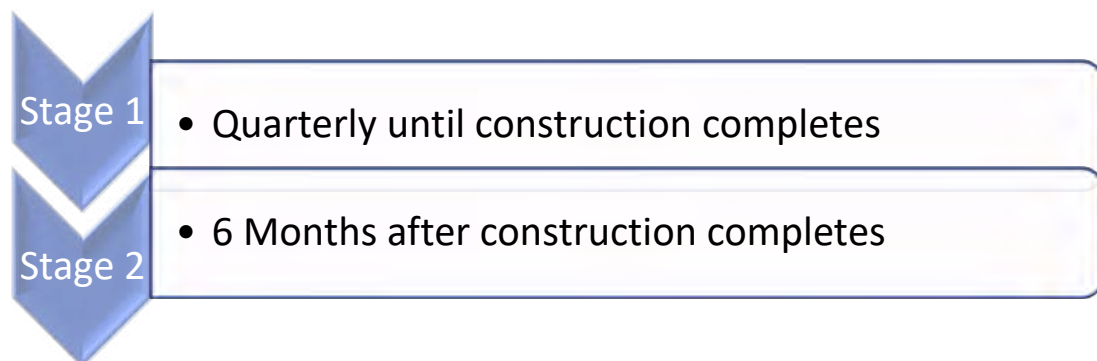 Stage 1
• Quarterly until construction completes
Stage 2
• 6 Months after construction completes